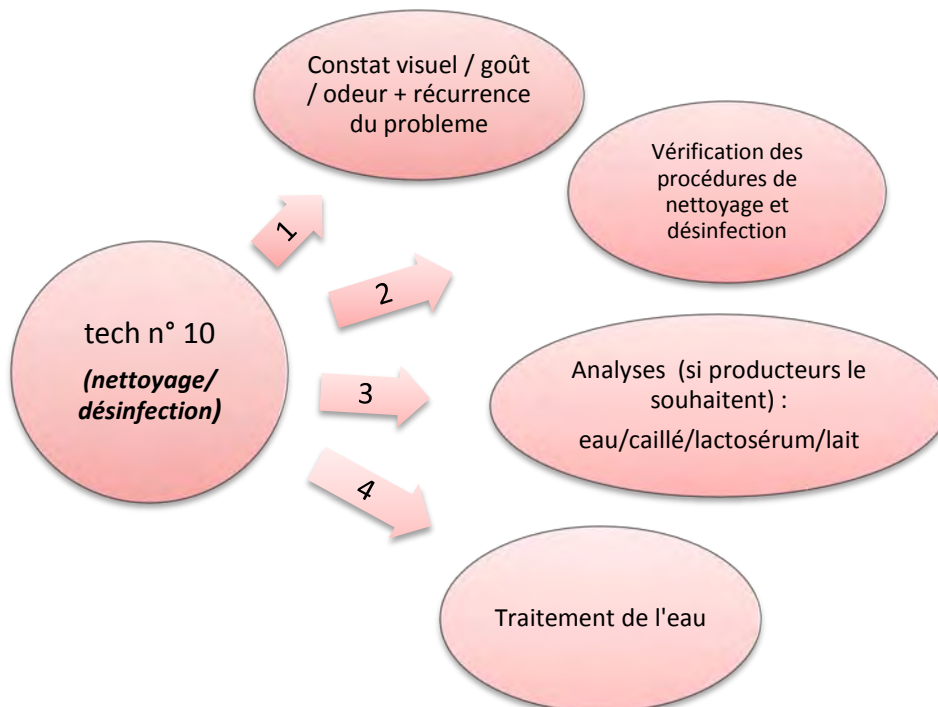 Constat visuel / goût
/ odeur + récurrence
du probleme
Vérification des
procédures de
nettoyage et
désinfection
1
2
tech n° 10
(nettoyage/
désinfection)
3
Analyses (si producteurs le
souhaitent) :
eau/caillé/lactosérum/lait
4
Traitement de l'eau